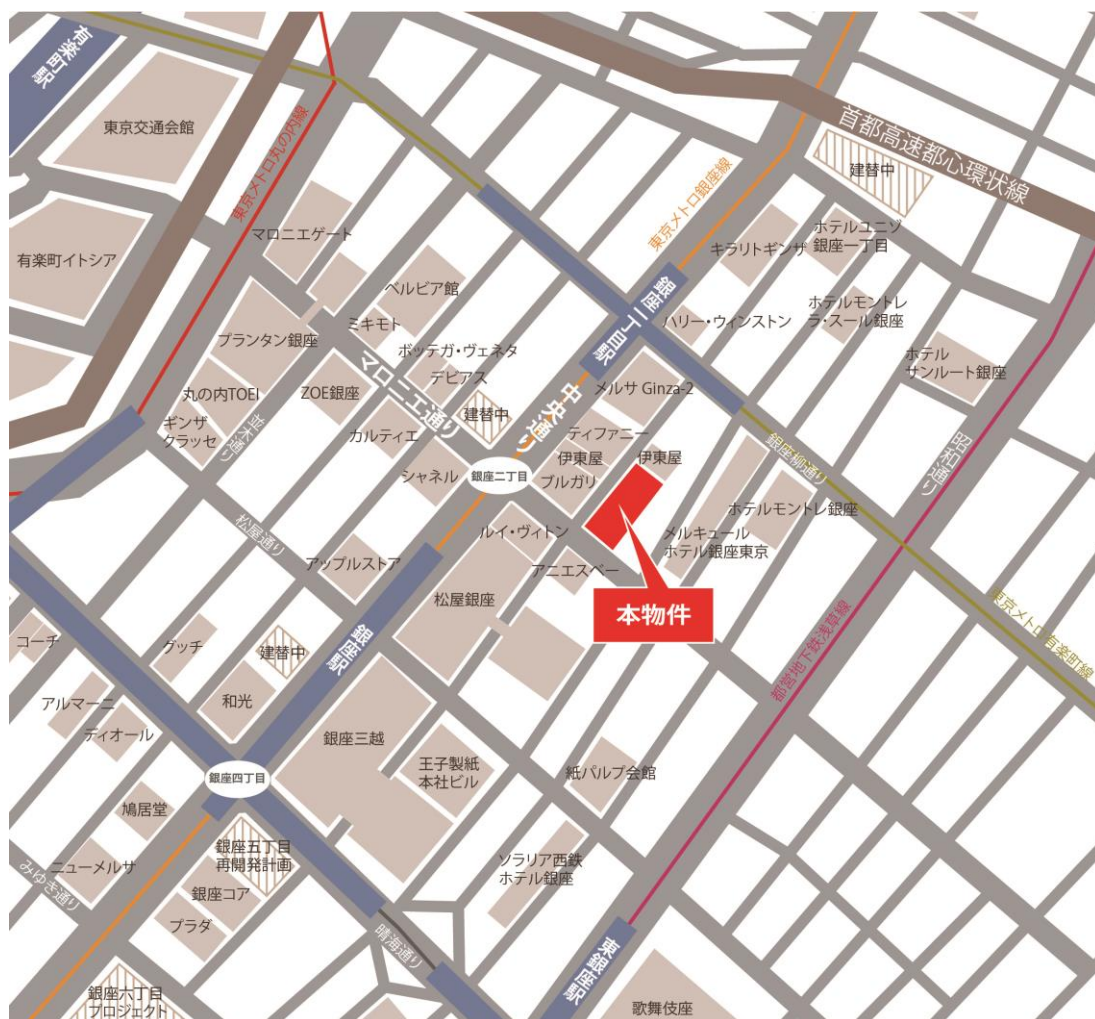 有楽町駅
東京交通会館
東京メトロ丸の内線
首都高速都心環状線
建替中
東京メトロ銀座線
マロニエゲート
キラリトギンザ
ホテルユニゾ
銀座一丁目
有楽町イトシア
ベルビア館
銀座一丁目駅
ハリー・ウィンストン
ホテルモントレ
ラ・スール銀座
ミキモト
プランタン銀座
ボッテガ・ヴェネタ
デビアス
マロニエ通り
中央通り
メルサ Ginza-2
ホテル
サンルート銀座
丸の内TOEI
ZOE銀座
建替中
ギンザ
クラッセ
並木通り
カルティエ
ティファニー
伊東屋
伊東屋
銀座柳通り
昭和通り
シャネル
銀座二丁目
ブルガリ
ホテルモントレ銀座
松屋通り
ルイ・ヴィトン
メルキュール
ホテル銀座東京
アップルストア
アニエスベー
松屋銀座
本物件
東京メトロ有楽町線
都営地下鉄浅草線
コーチ
グッチ
建替中
銀座駅
和光
アルマーニ
ディオール
銀座三越
王子製紙
本社ビル
紙パルプ会館
銀座四丁目
鳩居堂
銀座五丁目
再開発計画
ニューメルサ
みゆき通り
銀座コア
プラダ
ソラリア西鉄
ホテル銀座
晴海通り
東銀座駅
銀座六丁目
プロジェクト
歌舞伎座